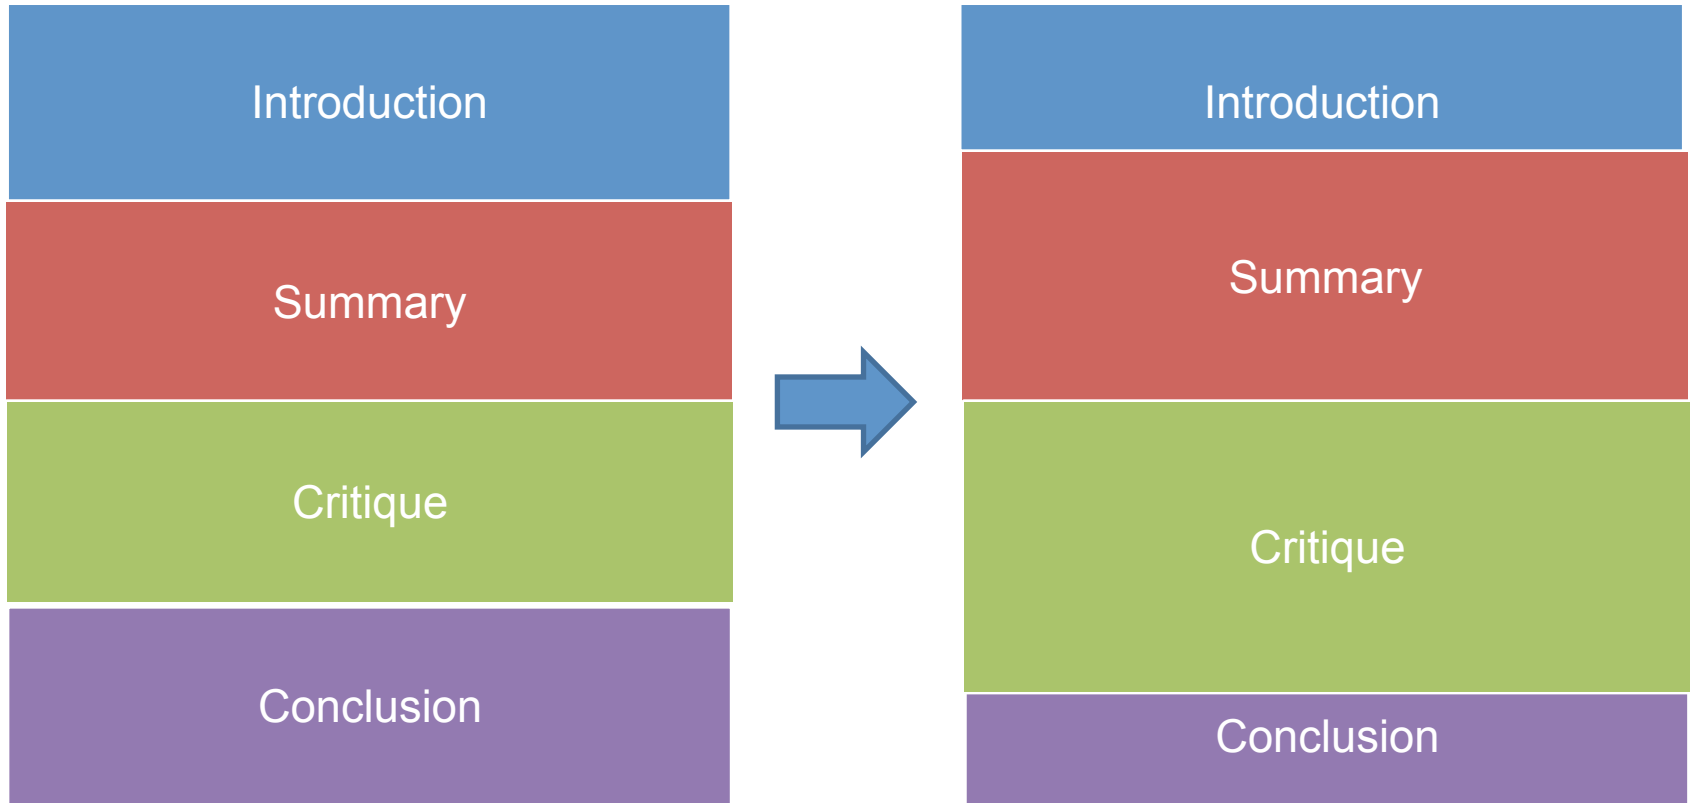 Introduction
Summary
Critique
Conclusion
Introduction
Summary
Critique
Conclusion